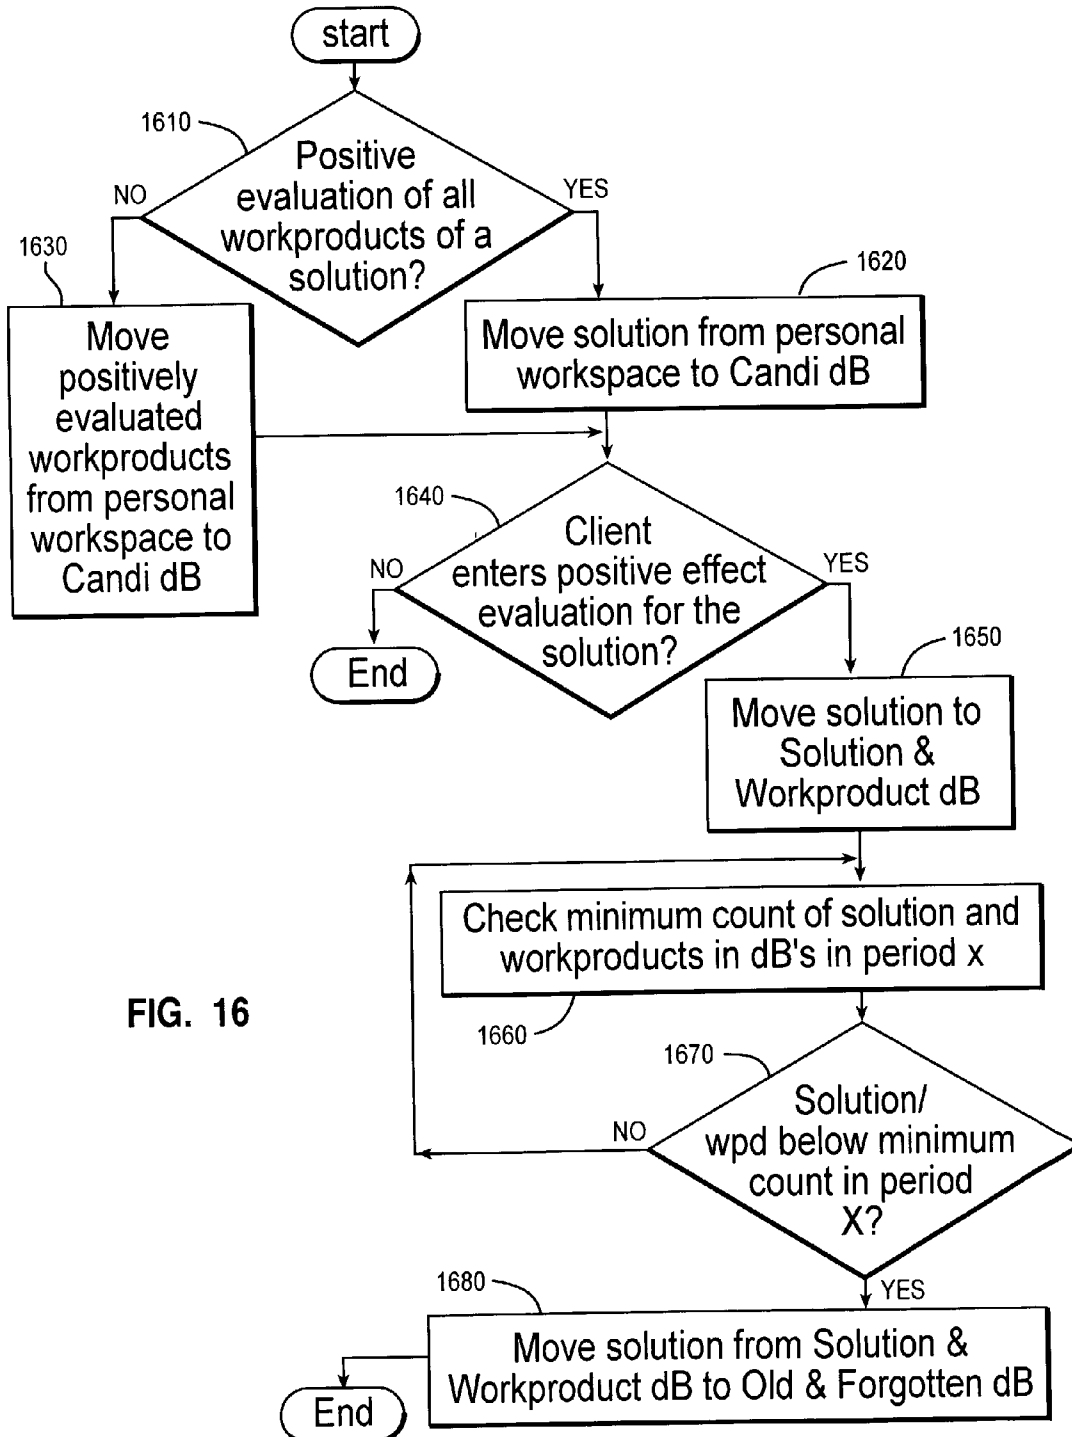 start
1610
Positive
evaluation of all
workproducts of a
solution?
NO
YES
1630
1620
Move
positively
evaluated
workproducts
from personal
workspace to
Candi dB
Move solution from personal
workspace to Candi dB
1640
Client
enters positive effect
evaluation for the
solution?
NO
YES
End
1650
Move solution to
Solution &
Workproduct dB
Check minimum count of solution and
workproducts in dB's in period x
FIG. 16
1660
1670
Solution/
wpd below minimum
count in period
X?
NO
YES
1680
Move solution from Solution &
Workproduct dB to Old & Forgotten dB
End